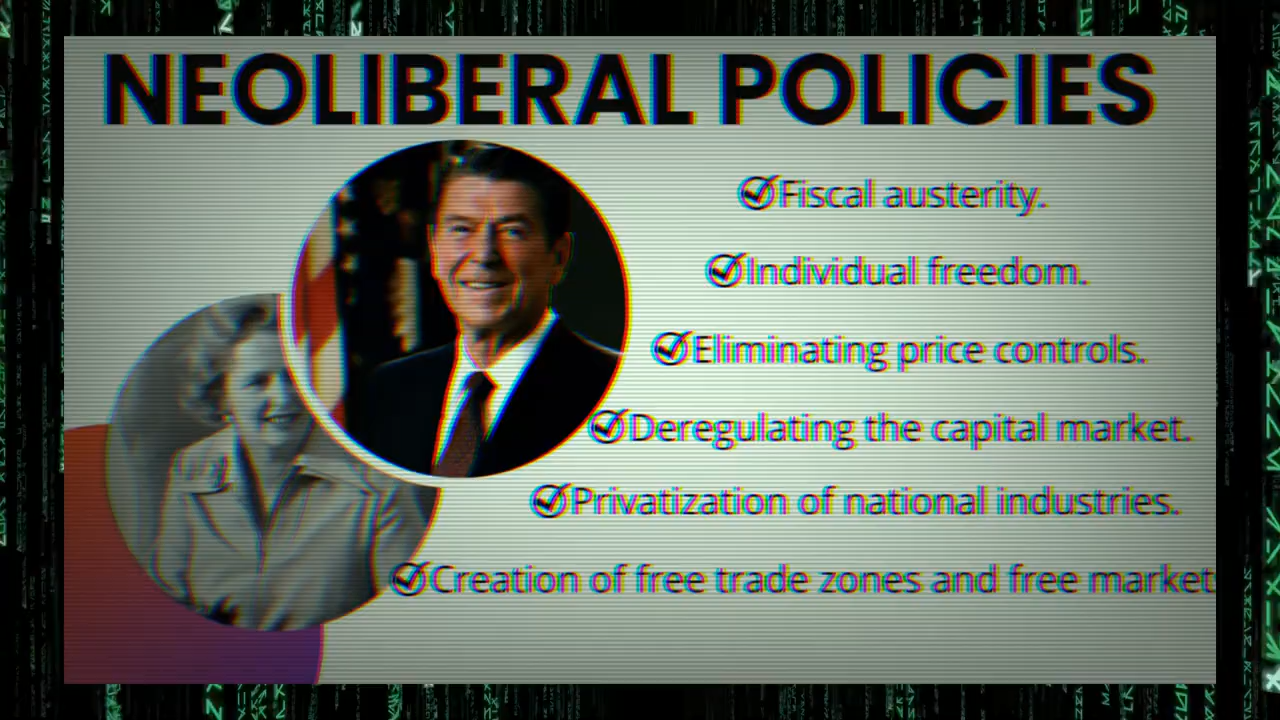 NEOLIBERAL POLICIES
Fiscal austerity.
Individual freedom.
Eliminating price controls.
Deregulating the capital market.
Privatization of national industries.
Creation of free trade zones and free market